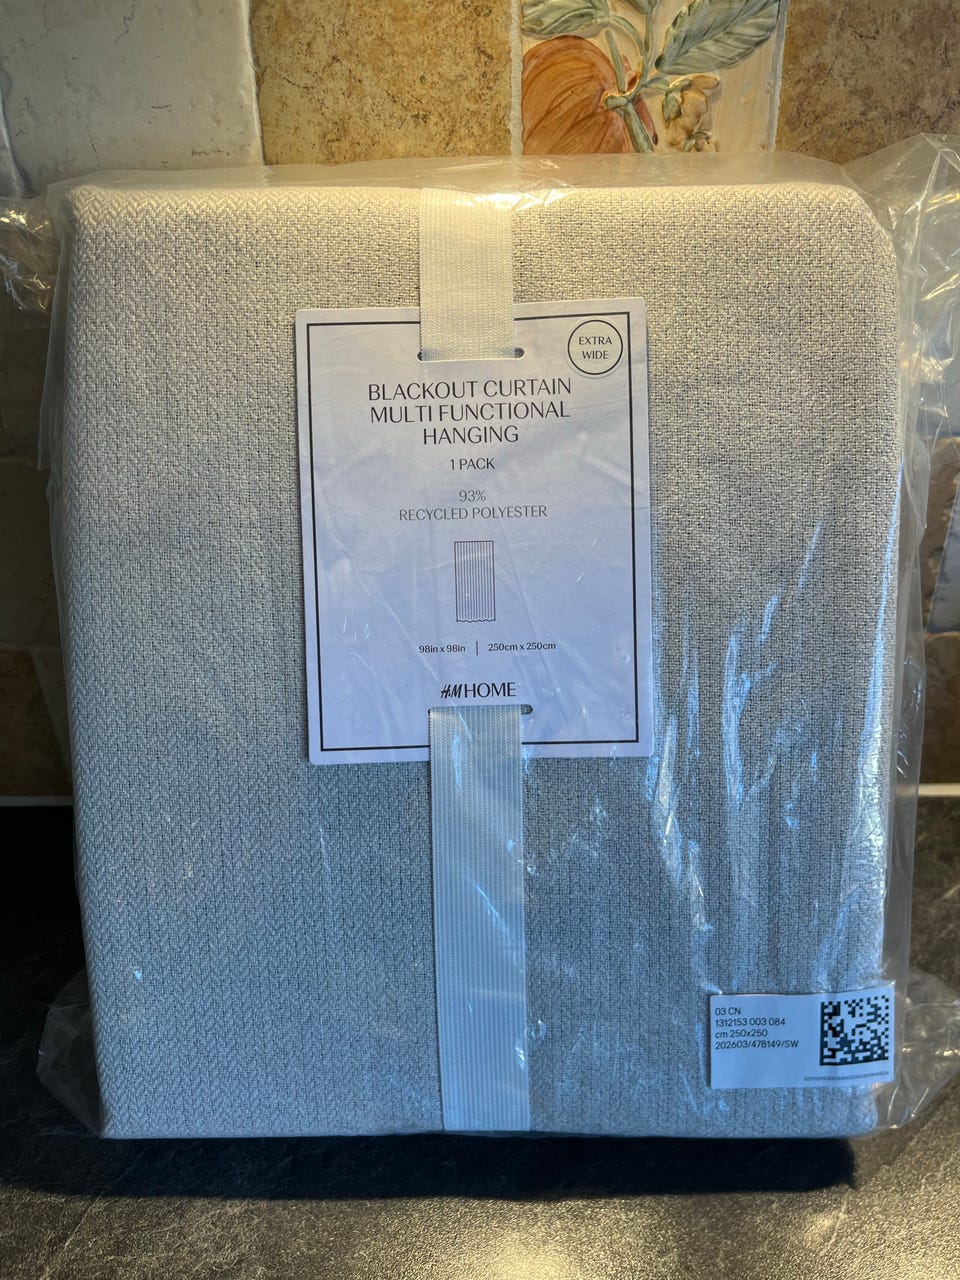 EXTRA
WIDE
BLACKOUT CURTAIN
MULTI FUNCTIONAL
HANGING
1 PACK
93%
RECYCLED POLYESTER
98in x 98in | 250cm x 250cm
H&M HOME
03 CN
1312153 003 084
cm 250x250
202603/478149/SW